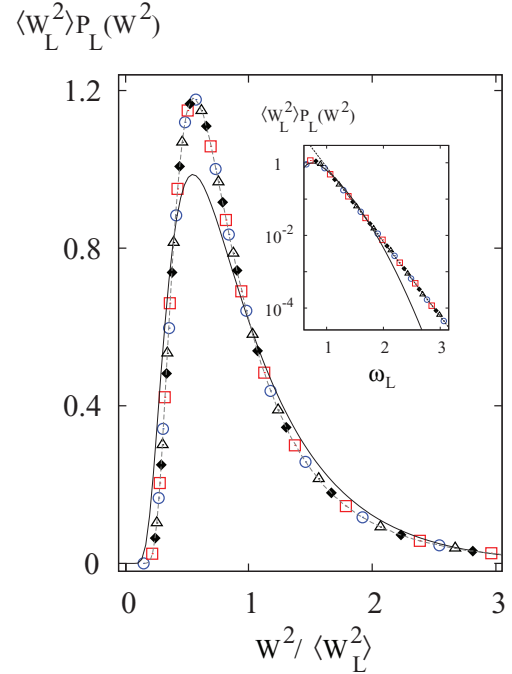 ⟨W_L^2⟩P_L(W^2)
1.2
0.8
0.4
0
0 1 2 3
W^2/ ⟨W_L^2⟩
⟨W_L^2⟩P_L(W^2)
1
10^-2
10^-4
1 2 3
ω_L